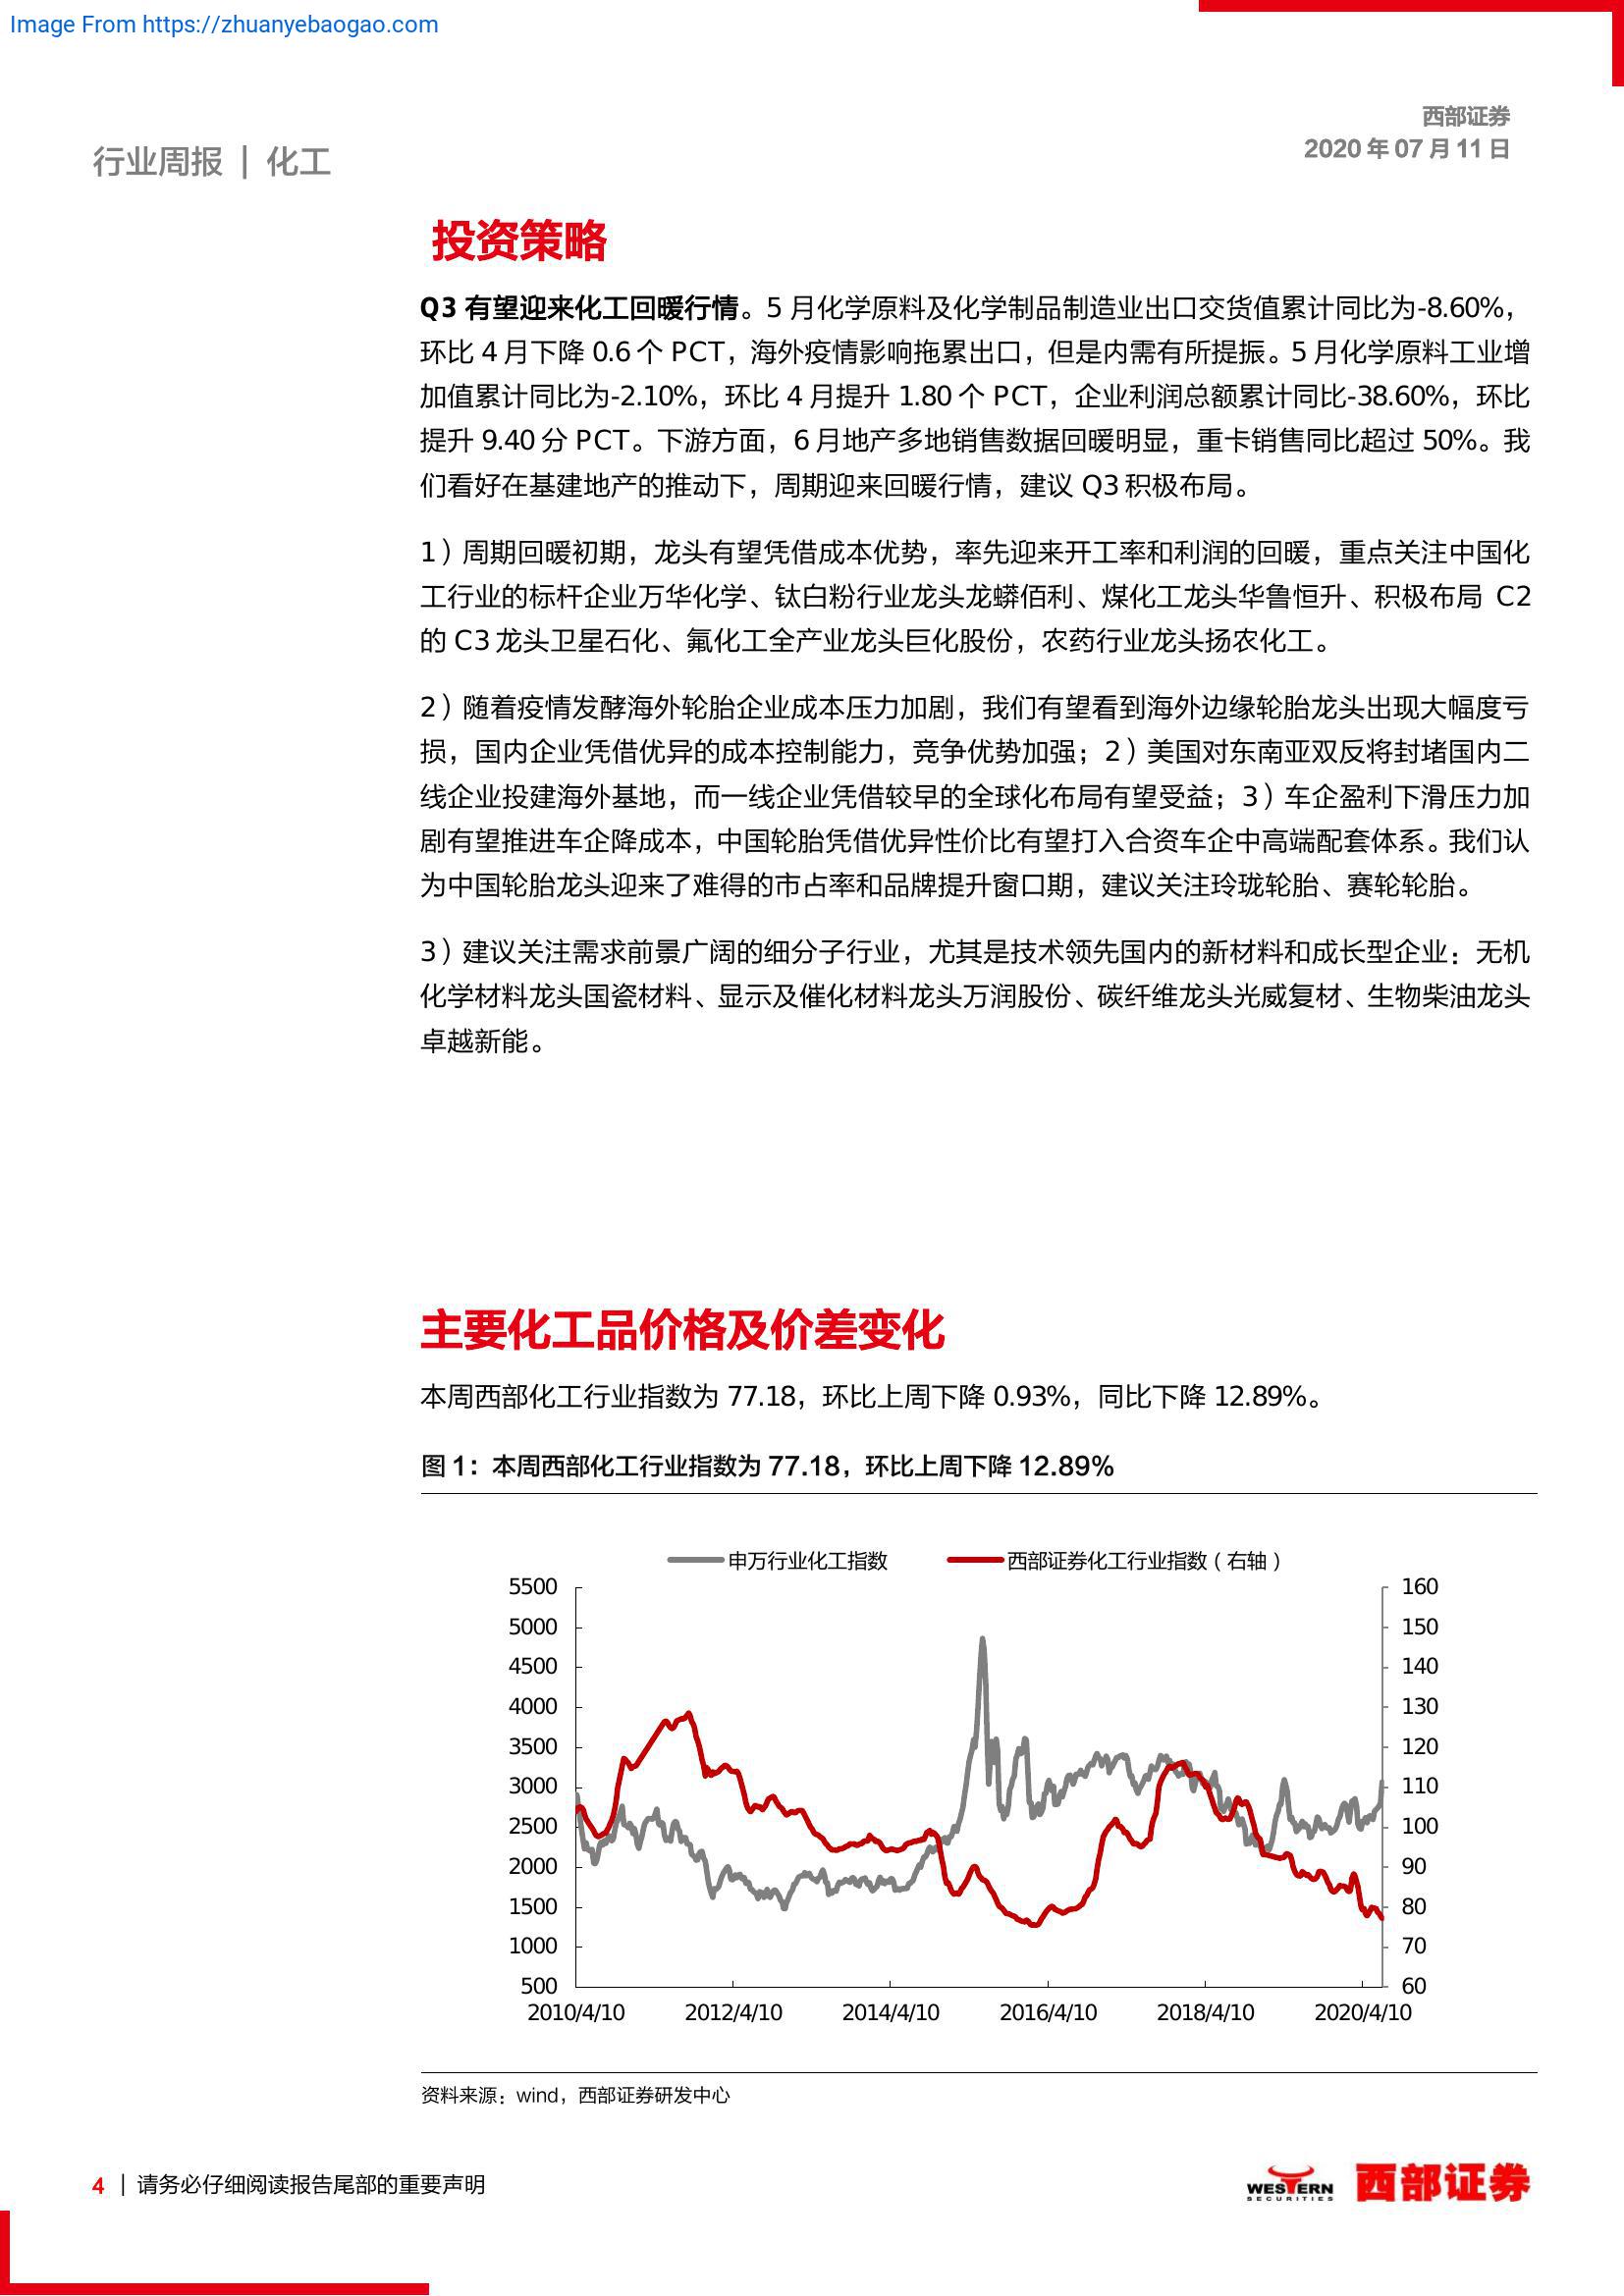 Image From https://zhuanyebaogao.com
西部证券
2020 年 07 月 11 日
行业周报 | 化工
投资策略
Q3 有望迎来化工回暖行情。5 月化学原料及化学制品制造业出口交货值累计同比为-8.60%，
环比 4 月下降 0.6 个 PCT，海外疫情影响拖累出口，但是内需有所提振。5 月化学原料工业增
加值累计同比为-2.10%，环比 4 月提升 1.80 个 PCT，企业利润总额累计同比-38.60%，环比
提升 9.40 分 PCT。下游方面，6 月地产多地销售数据回暖明显，重卡销售同比超过 50%。我
们看好在基建地产的推动下，周期迎来回暖行情，建议 Q3 积极布局。
1）周期回暖初期，龙头有望凭借成本优势，率先迎来开工率和利润的回暖，重点关注中国化
工行业的标杆企业万华化学、钛白粉行业龙头龙蟒佰利、煤化工龙头华鲁恒升、积极布局 C2
的 C3 龙头卫星石化、氟化工全产业龙头巨化股份，农药行业龙头扬农化工。
2）随着疫情发酵海外轮胎企业成本压力加剧，我们有望看到海外边缘轮胎龙头出现大幅度亏
损，国内企业凭借优异的成本控制能力，竞争优势加强；2）美国对东南亚双反将封堵国内二
线企业投建海外基地，而一线企业凭借较早的全球化布局有望受益；3）车企盈利下滑压力加
剧有望推进车企降成本，中国轮胎凭借优异性价比有望打入合资车企中高端配套体系。我们认
为中国轮胎龙头迎来了难得的市占率和品牌提升窗口期，建议关注玲珑轮胎、赛轮轮胎。
3）建议关注需求前景广阔的细分子行业，尤其是技术领先国内的新材料和成长型企业：无机
化学材料龙头国瓷材料、显示及催化材料龙头万润股份、碳纤维龙头光威复材、生物柴油龙头
卓越新能。
主要化工品价格及价差变化
本周西部化工行业指数为 77.18，环比上周下降 0.93%，同比下降 12.89%。
图 1：本周西部化工行业指数为 77.18，环比上周下降 12.89%
申万行业化工指数 西部证券化工行业指数（右轴）
5500 160
5000 150
4500 140
4000 130
3500 120
3000 110
2500 100
2000 90
1500 80
1000 70
500 60
2010/4/10 2012/4/10 2014/4/10 2016/4/10 2018/4/10 2020/4/10
资料来源：wind，西部证券研发中心
4 | 请务必仔细阅读报告尾部的重要声明
WESTERN
SECURITIES
西部证券